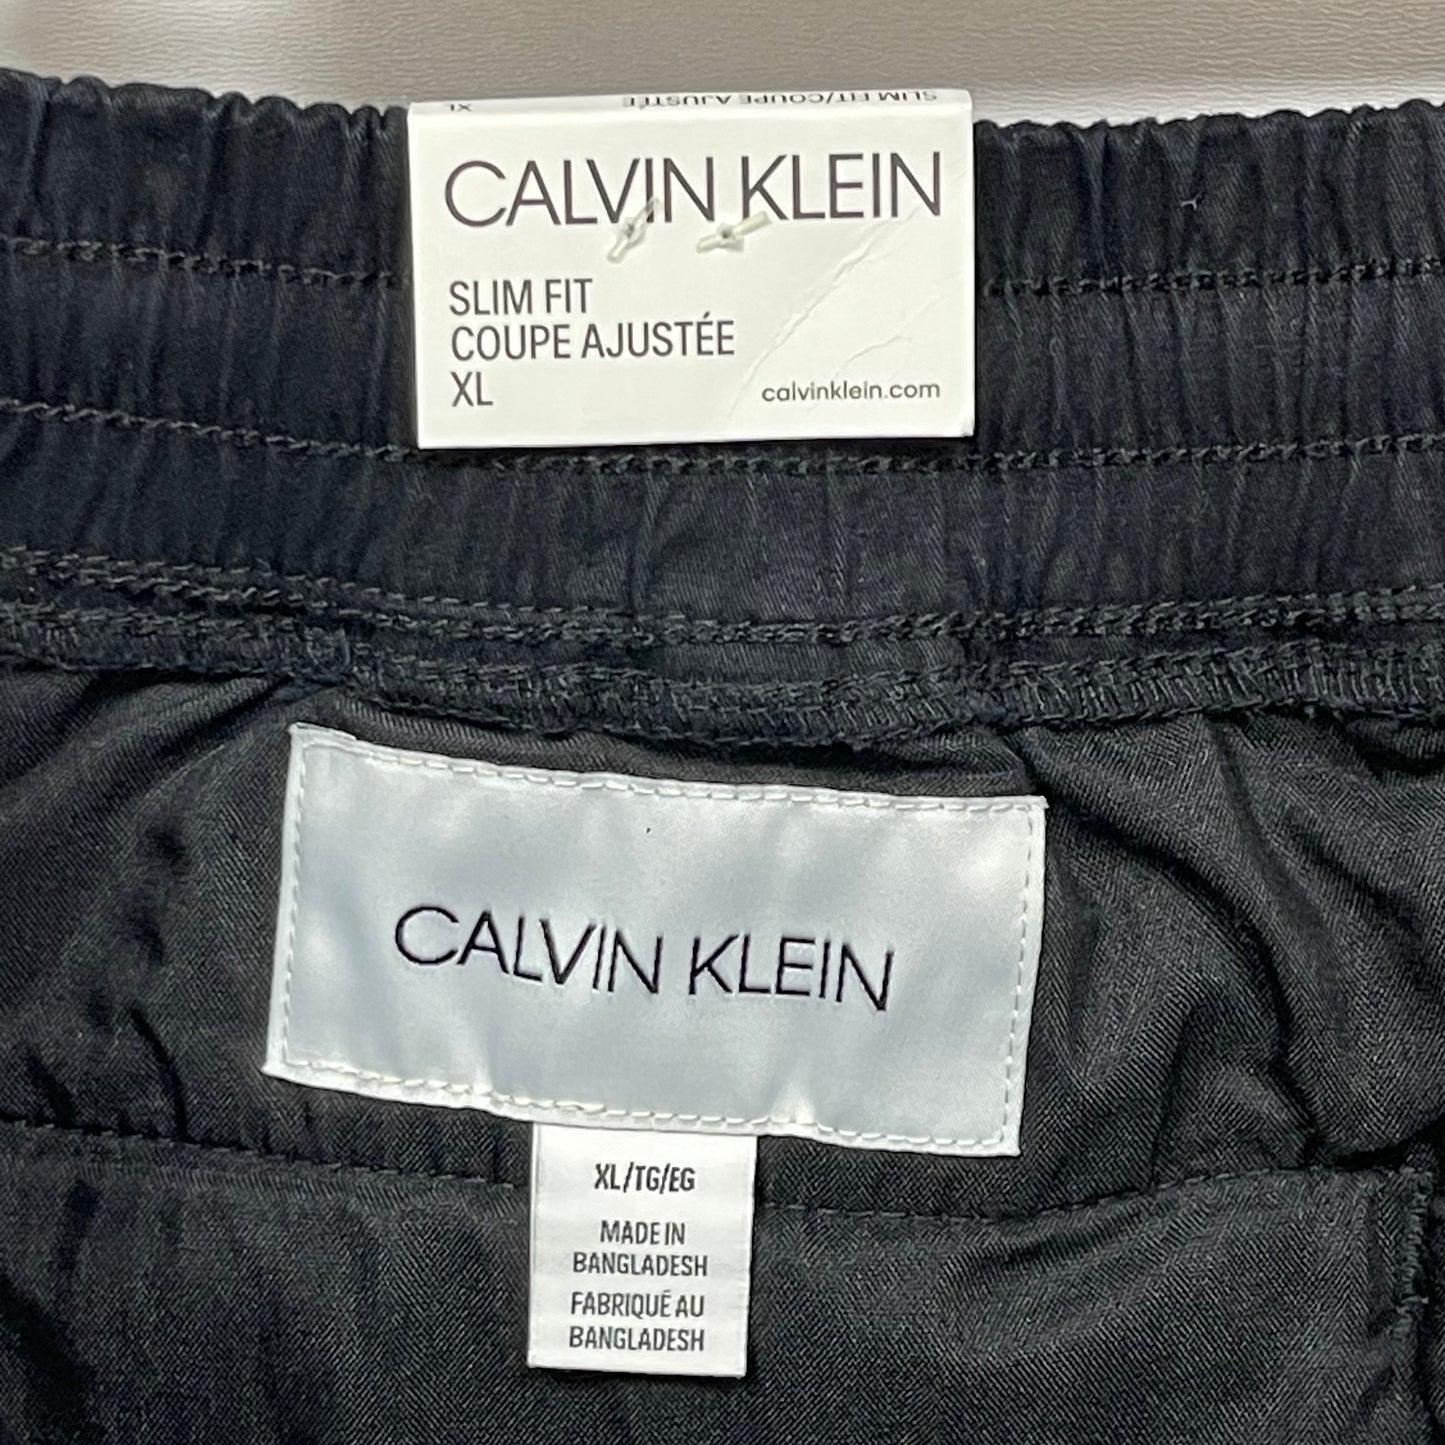 XL SLIM FIT/COUPE AJUSTÉE
CALVIN KLEIN
SLIM FIT
COUPE AJUSTÉE
XL
calvinklein.com
CALVIN KLEIN
XL/TG/EG
MADE IN
BANGLADESH
FABRIQUÉ AU
BANGLADESH